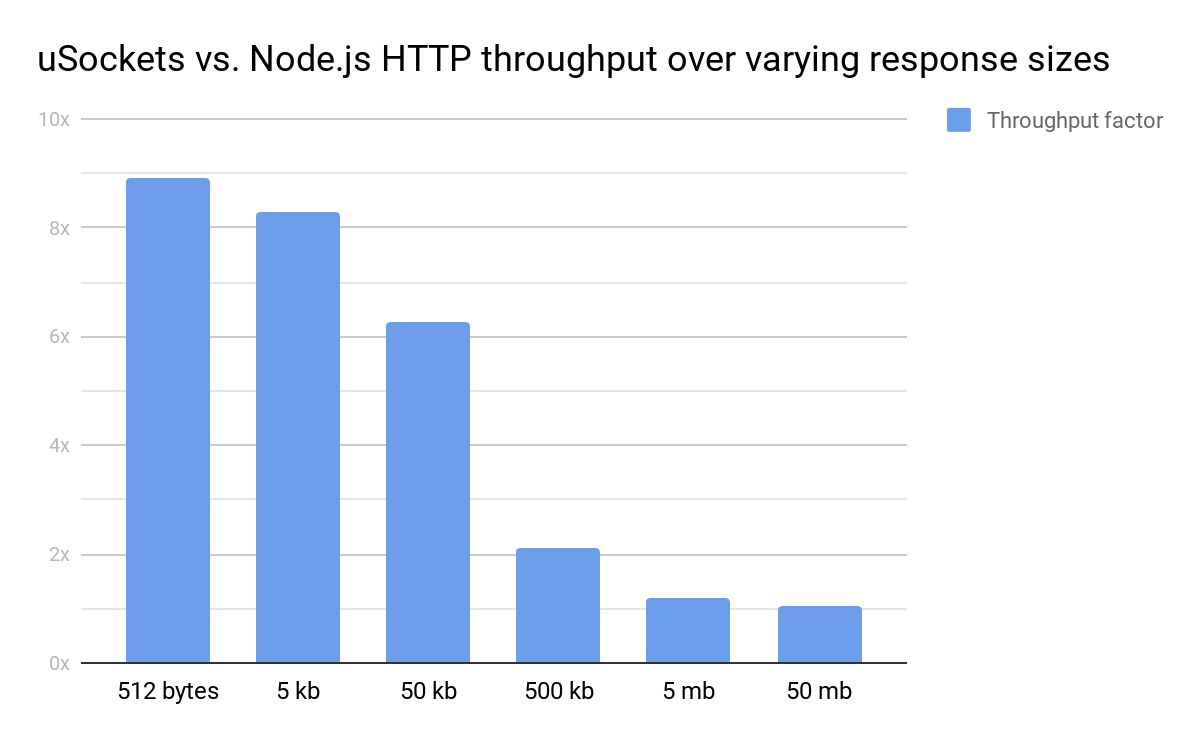 uSockets vs. Node.js HTTP throughput over varying response sizes
10x
Throughput factor
8x
6x
4x
2x
0x
512 bytes 5 kb 50 kb 500 kb 5 mb 50 mb